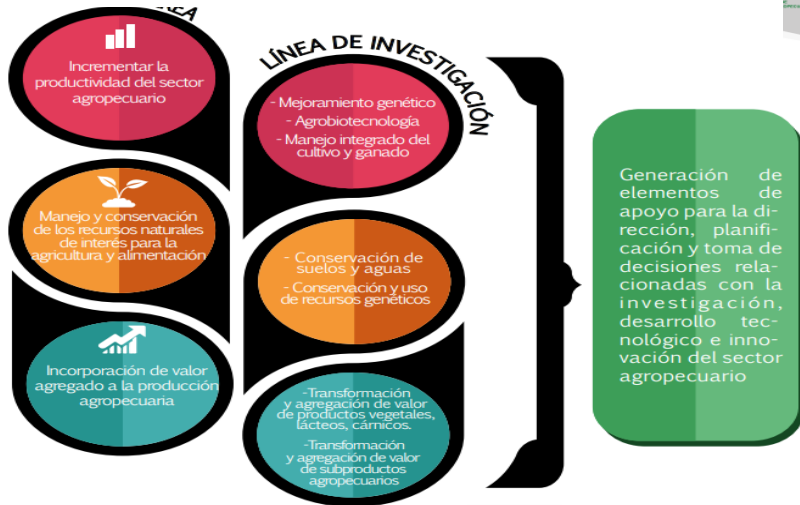 Incrementar la
productividad del sector
agropecuario
Manejo y conservación
de los recursos naturales
de interés para la
agricultura y alimentación
Incorporación de valor
agregado a la producción
agropecuaria
LÍNEA DE INVESTIGACIÓN
- Mejoramiento genético
- Agrobiotecnología
- Manejo integrado del
cultivo y ganado
- Conservación de
suelos y aguas
- Conservación y uso
de recursos genéticos
-Transformación
y agregación de valor
de productos vegetales,
lácteos, cárnicos.
-Transformación
y agregación de valor
de subproductos
agropecuarios
Generación de
elementos de
apoyo para la di-
rección, planifi-
cación y toma de
decisiones rela-
cionadas con la
investigación,
desarrollo tec-
nológico e inno-
vación del sector
agropecuario